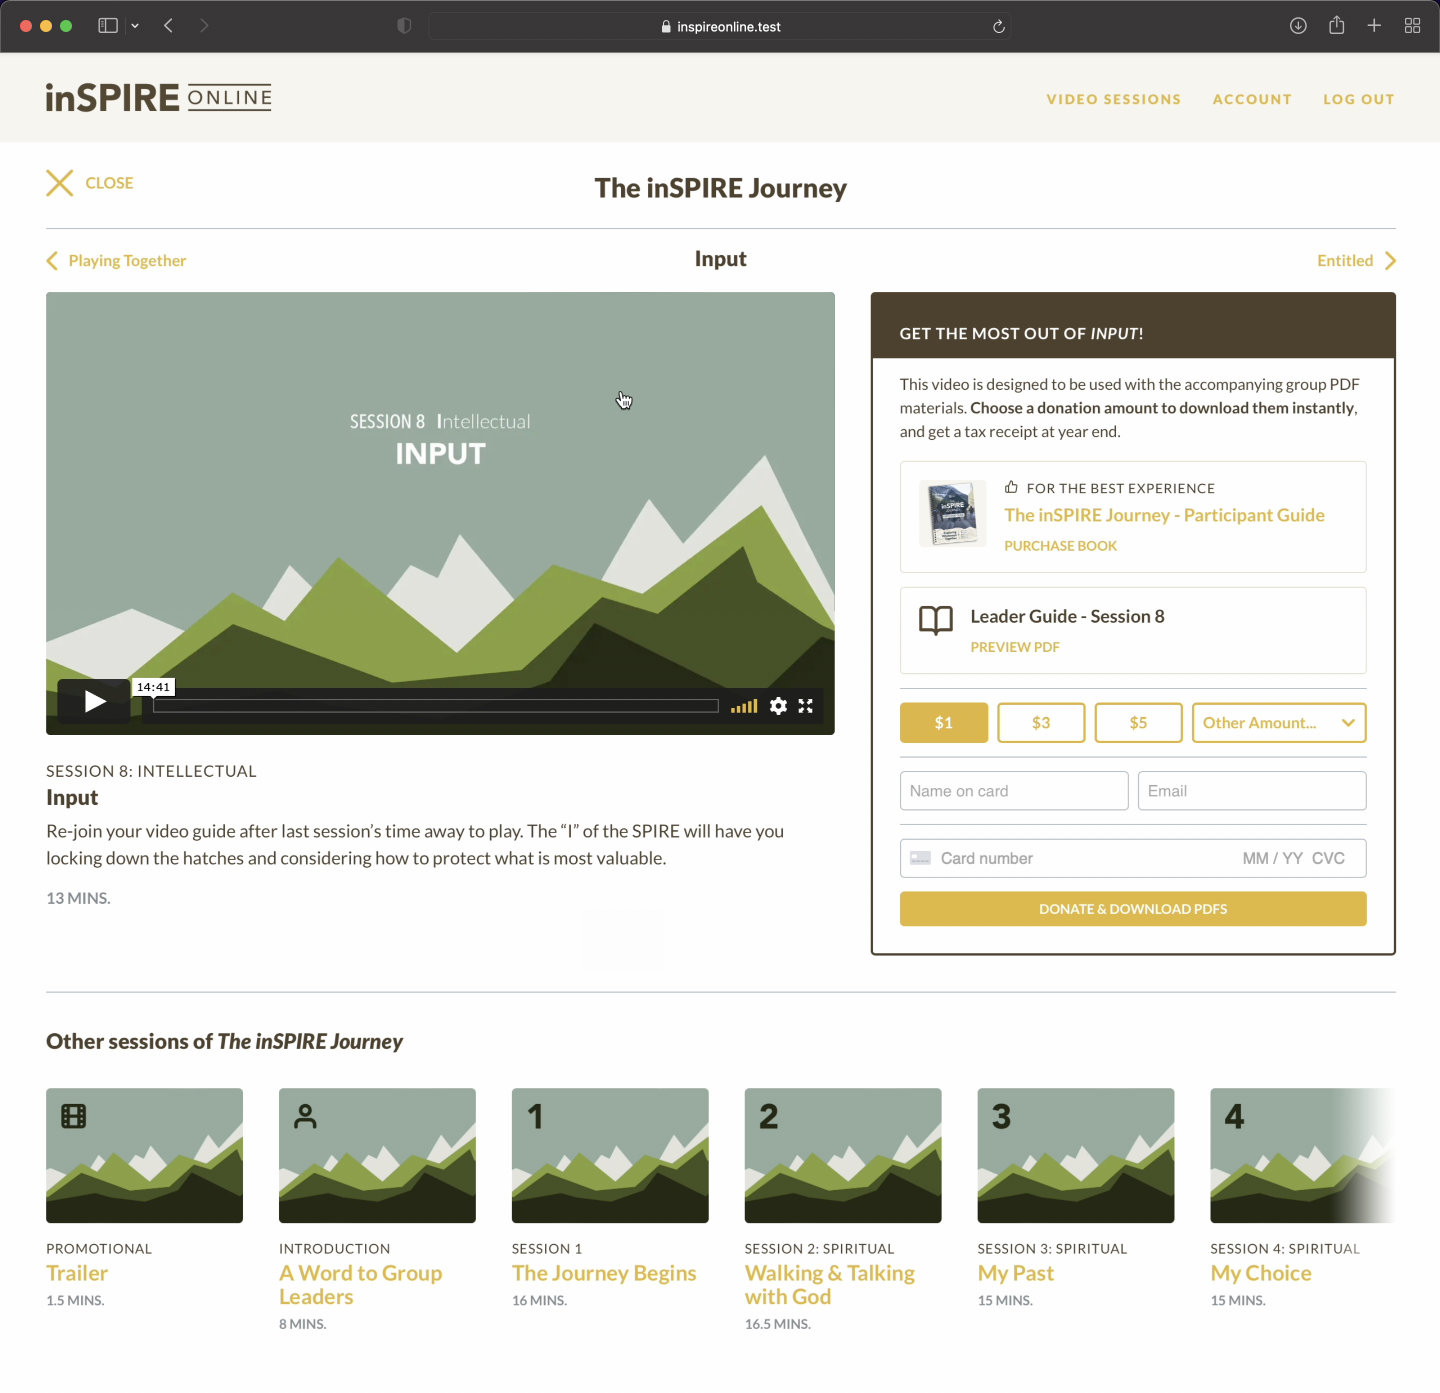 inspireonline.test
inSPIRE ONLINE
VIDEO SESSIONS
ACCOUNT
LOG OUT
CLOSE
The inSPIRE Journey
Playing Together
Input
Entitled
SESSION 8 Intellectual
INPUT
14:41
SESSION 8: INTELLECTUAL
Input
Re-join your video guide after last session’s time away to play. The “I” of the SPIRE will have you
locking down the hatches and considering how to protect what is most valuable.
13 MINS.
GET THE MOST OUT OF INPUT!
This video is designed to be used with the accompanying group PDF
materials. Choose a donation amount to download them instantly,
and get a tax receipt at year end.
inSPIRE
FOR THE BEST EXPERIENCE
The inSPIRE Journey - Participant Guide
PURCHASE BOOK
Leader Guide - Session 8
PREVIEW PDF
$1
$3
$5
Other Amount...
Name on card
Email
Card number
MM / YY CVC
DONATE & DOWNLOAD PDFS
Other sessions of The inSPIRE Journey
1
2
3
4
PROMOTIONAL
Trailer
1.5 MINS.
INTRODUCTION
A Word to Group
Leaders
8 MINS.
SESSION 1
The Journey Begins
16 MINS.
SESSION 2: SPIRITUAL
Walking & Talking
with God
16.5 MINS.
SESSION 3: SPIRITUAL
My Past
15 MINS.
SESSION 4: SPIRITUAL
My Choice
15 MINS.